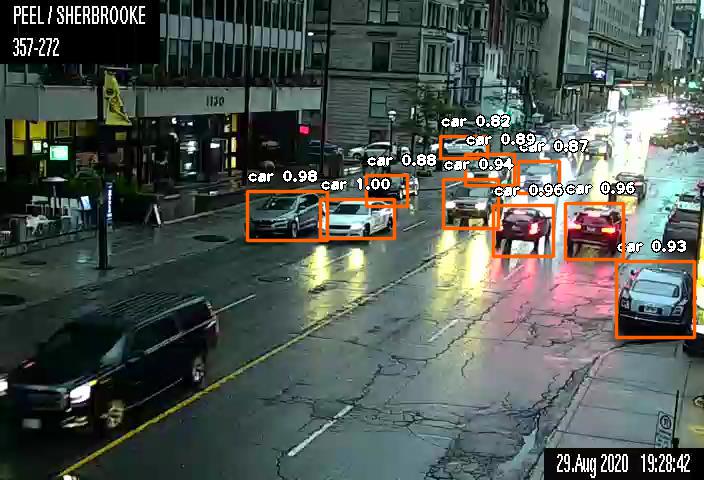 PEEL / SHERBROOKE
357-272
1130
car 0.82
car 0.89
car 0.87
car 0.88
car 0.94
car 0.98
car 1.00
car 0.96
car 0.96
car 0.93
29.Aug 2020 19:28:42